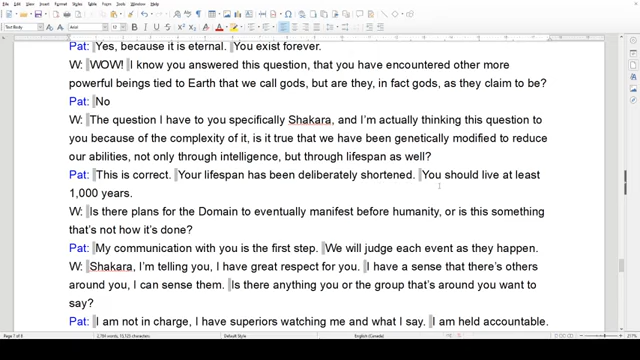 Pat: Yes, because it is eternal. You exist forever.
W: WOW! I know you answered this question, that you have encountered other more
powerful beings tied to Earth that we call gods, but are they, in fact gods, as they claim to be?
Pat: No
W: The question I have to you specifically Shakara, and I'm actually thinking this question to
you because of the complexity of it, is it true that we have been genetically modified to reduce
our abilities, not only through intelligence, but through lifespan as well?
Pat: This is correct. Your lifespan has been deliberately shortened. You should live at least
1,000 years.
W: Is there plans for the Domain to eventually manifest before humanity, or is this something
that's not how it's done?
Pat: My communication with you is the first step. We will judge each event as they happen.
W: Shakara, I'm telling you, I have great respect for you. I have a sense that there's others
around you, I can sense them. Is there anything you or the group that's around you want to
say?
Pat: I am not in charge, I have superiors watching me and what I say. I am held accountable.
Default Style
English (Canada)